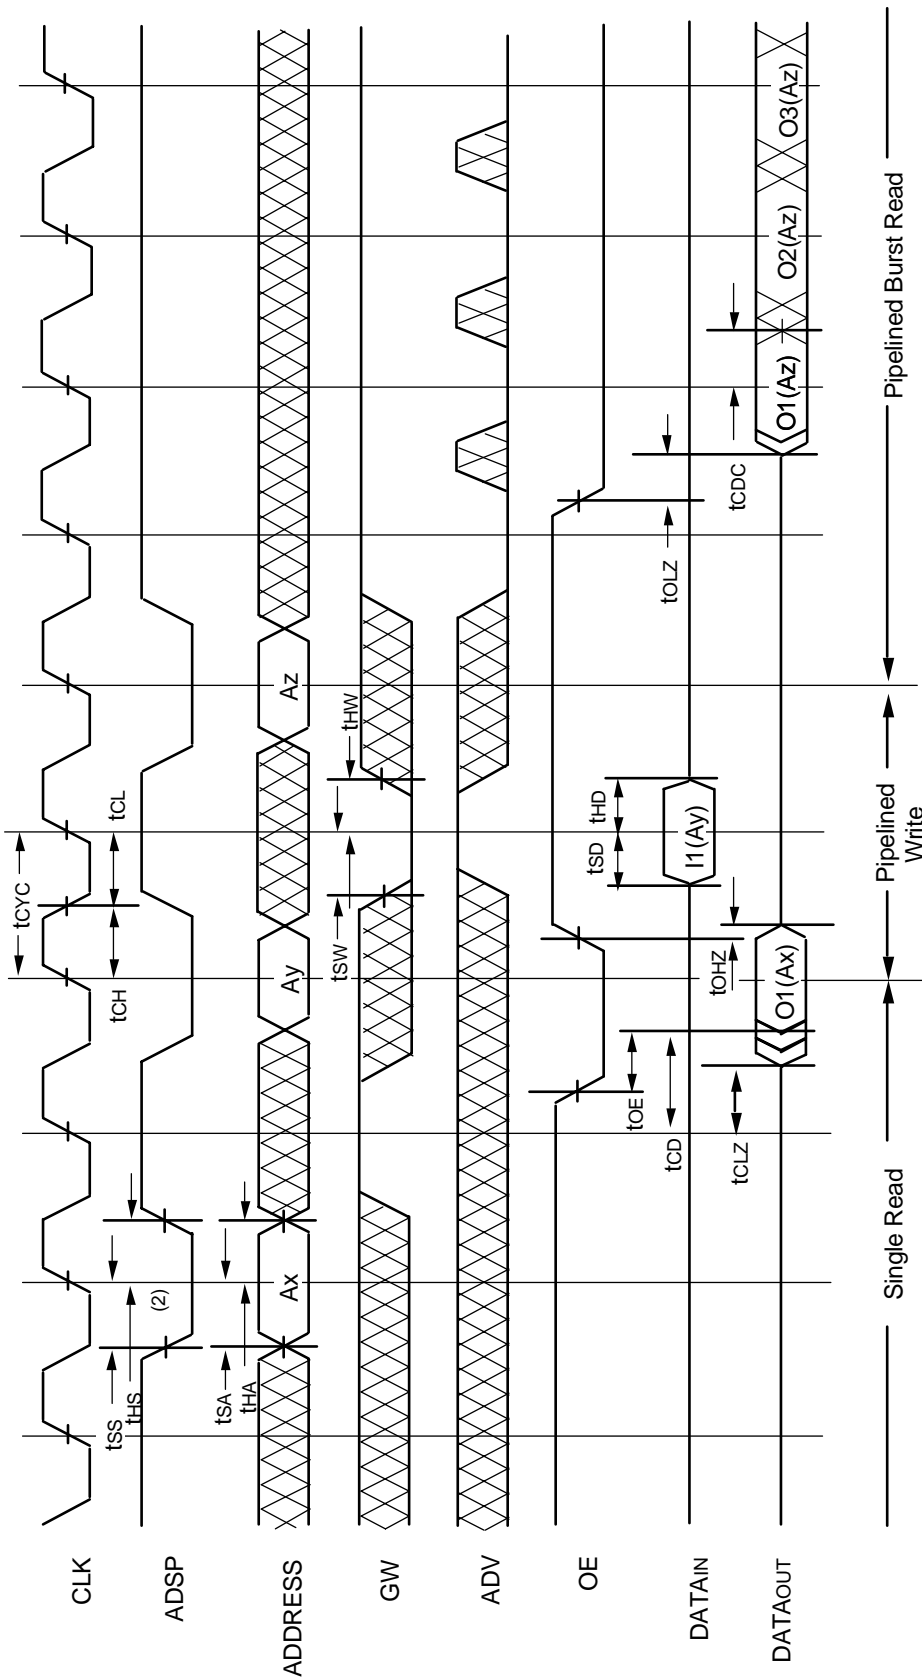 CLK
tCYC
tCH
tCL
ADSP
tSS
tHS
(2)
ADDRESS
tSA
tHA
Ax
Ay
Az
GW
tSW
tHW
ADV
OE
tOE
tOHZ
tOLZ
DATAIN
tSD
tHD
I1(Ay)
tCD
tCLZ
tCDC
DATAOUT
O1(Ax)
O1(Az)
O2(Az)
O3(Az)
Single Read
Pipelined
Write
Pipelined Burst Read